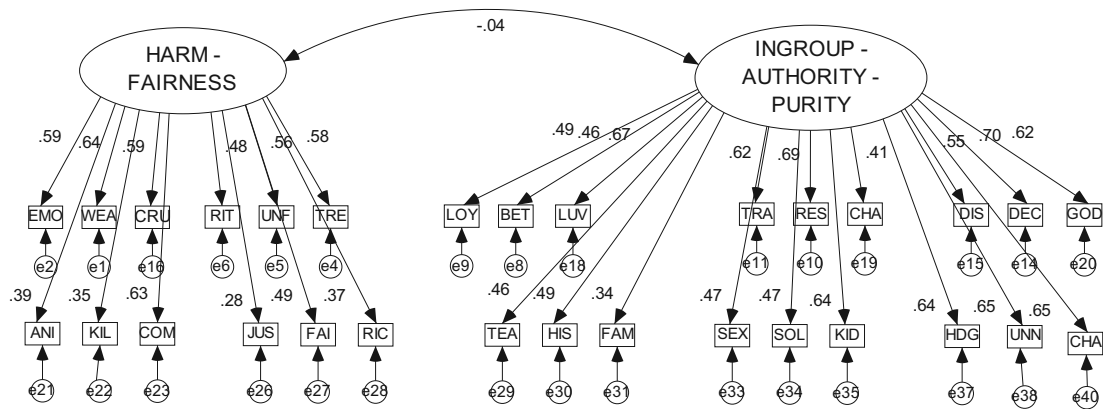 -.04
HARM -
FAIRNESS
INGROUP -
AUTHORITY -
PURITY
.59 .64 .59 .48 .56 .58 .49 .46 .67 .62 .69 .41 .55 .70 .62
EMO WEA CRU RIT UNF TRE LOY BET LUV TRA RES CHA DIS DEC GOD
e2 e1 e16 e6 e5 e4 e9 e8 e18 e11 e10 e19 e15 e14 e20
.39 .35 .63 .28 .49 .37 .46 .49 .34 .47 .47 .64 .64 .65 .65
ANI KIL COM JUS FAI RIC TEA HIS FAM SEX SOL KID HDG UNN CHA
e21 e22 e23 e26 e27 e28 e29 e30 e31 e33 e34 e35 e37 e38 e40